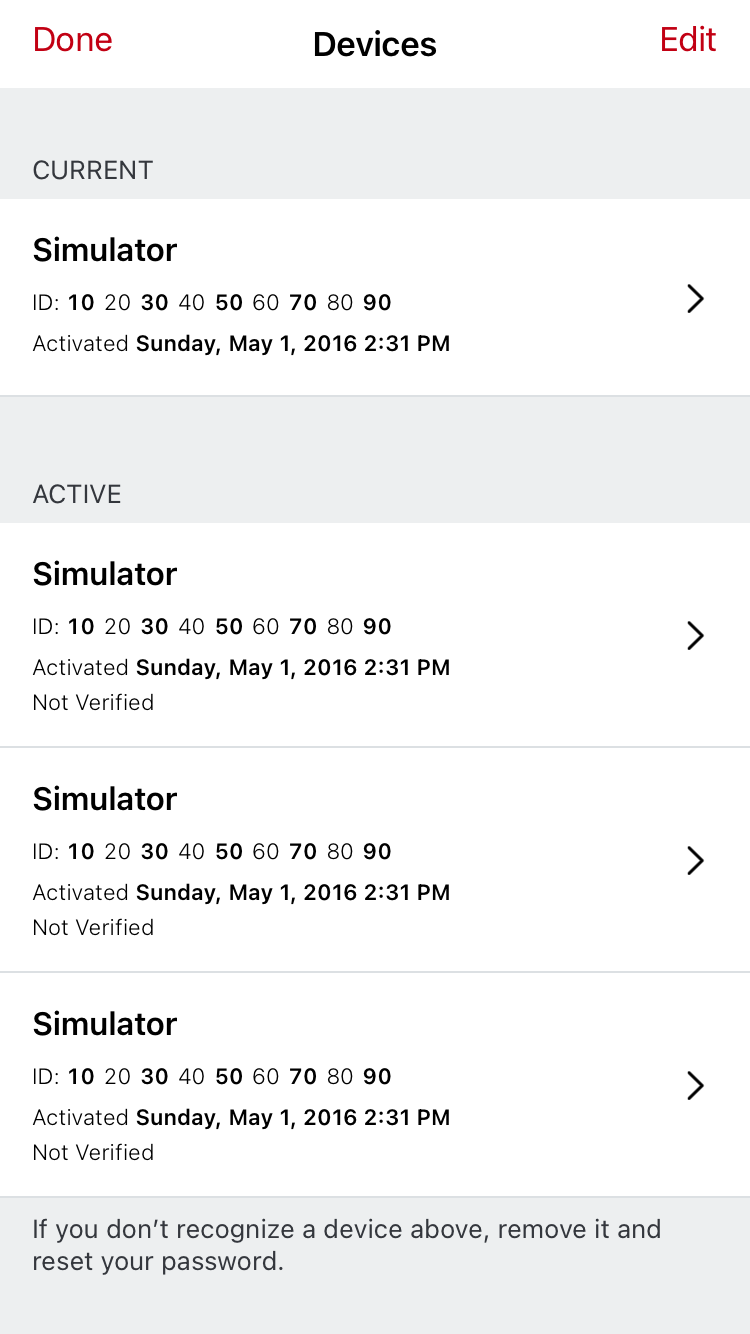 Done Devices Edit
CURRENT
Simulator
ID: 10 20 30 40 50 60 70 80 90
Activated Sunday, May 1, 2016 2:31 PM
ACTIVE
Simulator
ID: 10 20 30 40 50 60 70 80 90
Activated Sunday, May 1, 2016 2:31 PM
Not Verified
Simulator
ID: 10 20 30 40 50 60 70 80 90
Activated Sunday, May 1, 2016 2:31 PM
Not Verified
Simulator
ID: 10 20 30 40 50 60 70 80 90
Activated Sunday, May 1, 2016 2:31 PM
Not Verified
If you don’t recognize a device above, remove it and
reset your password.